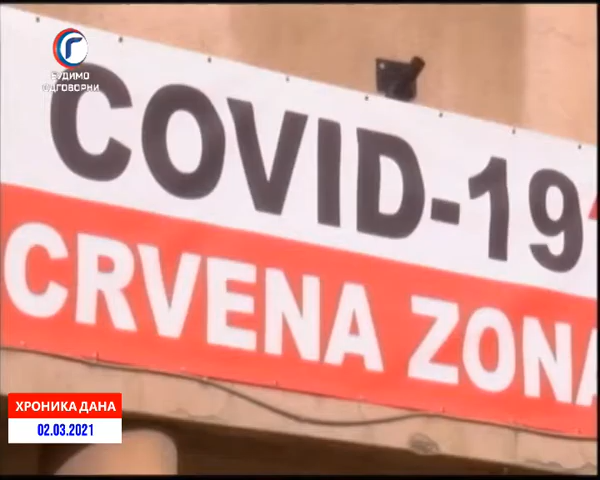 БУДИМО
ОДГОВОРНИ
COVID-19
CRVENA ZONA
ХРОНИКА ДАНА
02.03.2021